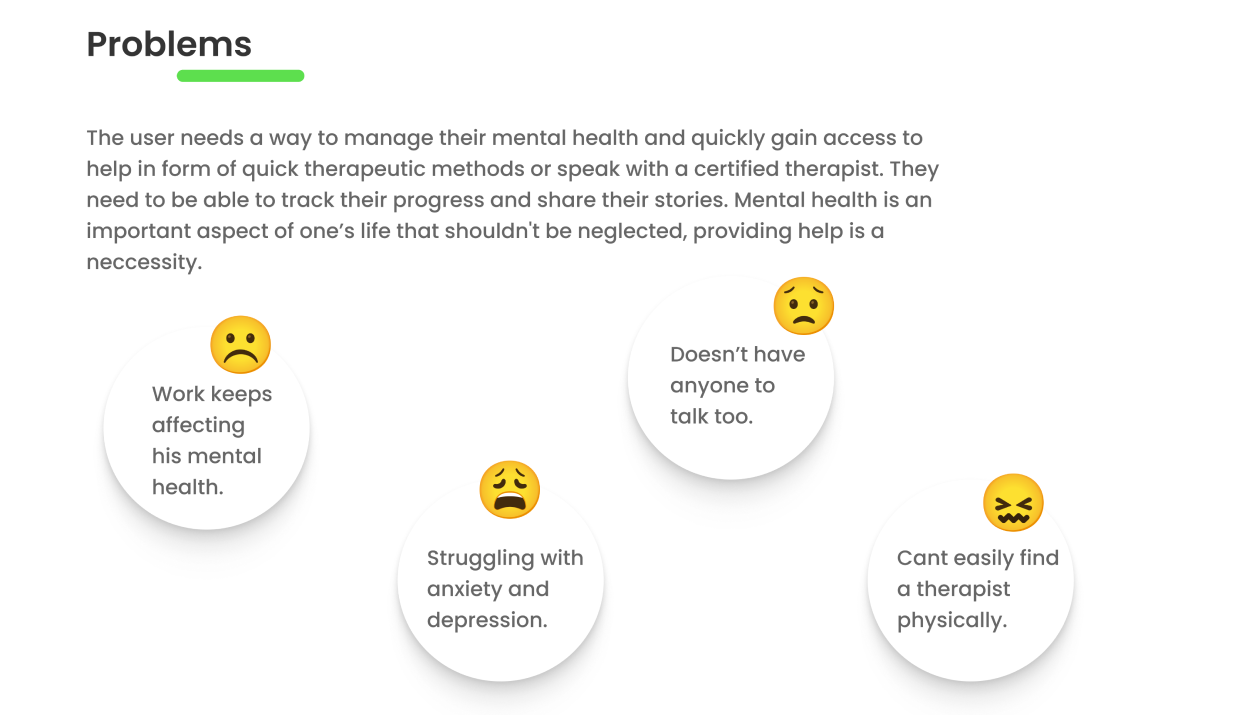 Problems
The user needs a way to manage their mental health and quickly gain access to
help in form of quick therapeutic methods or speak with a certified therapist. They
need to be able to track their progress and share their stories. Mental health is an
important aspect of one’s life that shouldn't be neglected, providing help is a
neccessity.
Work keeps
affecting
his mental
health.
Struggling with
anxiety and
depression.
Doesn’t have
anyone to
talk too.
Cant easily find
a therapist
physically.